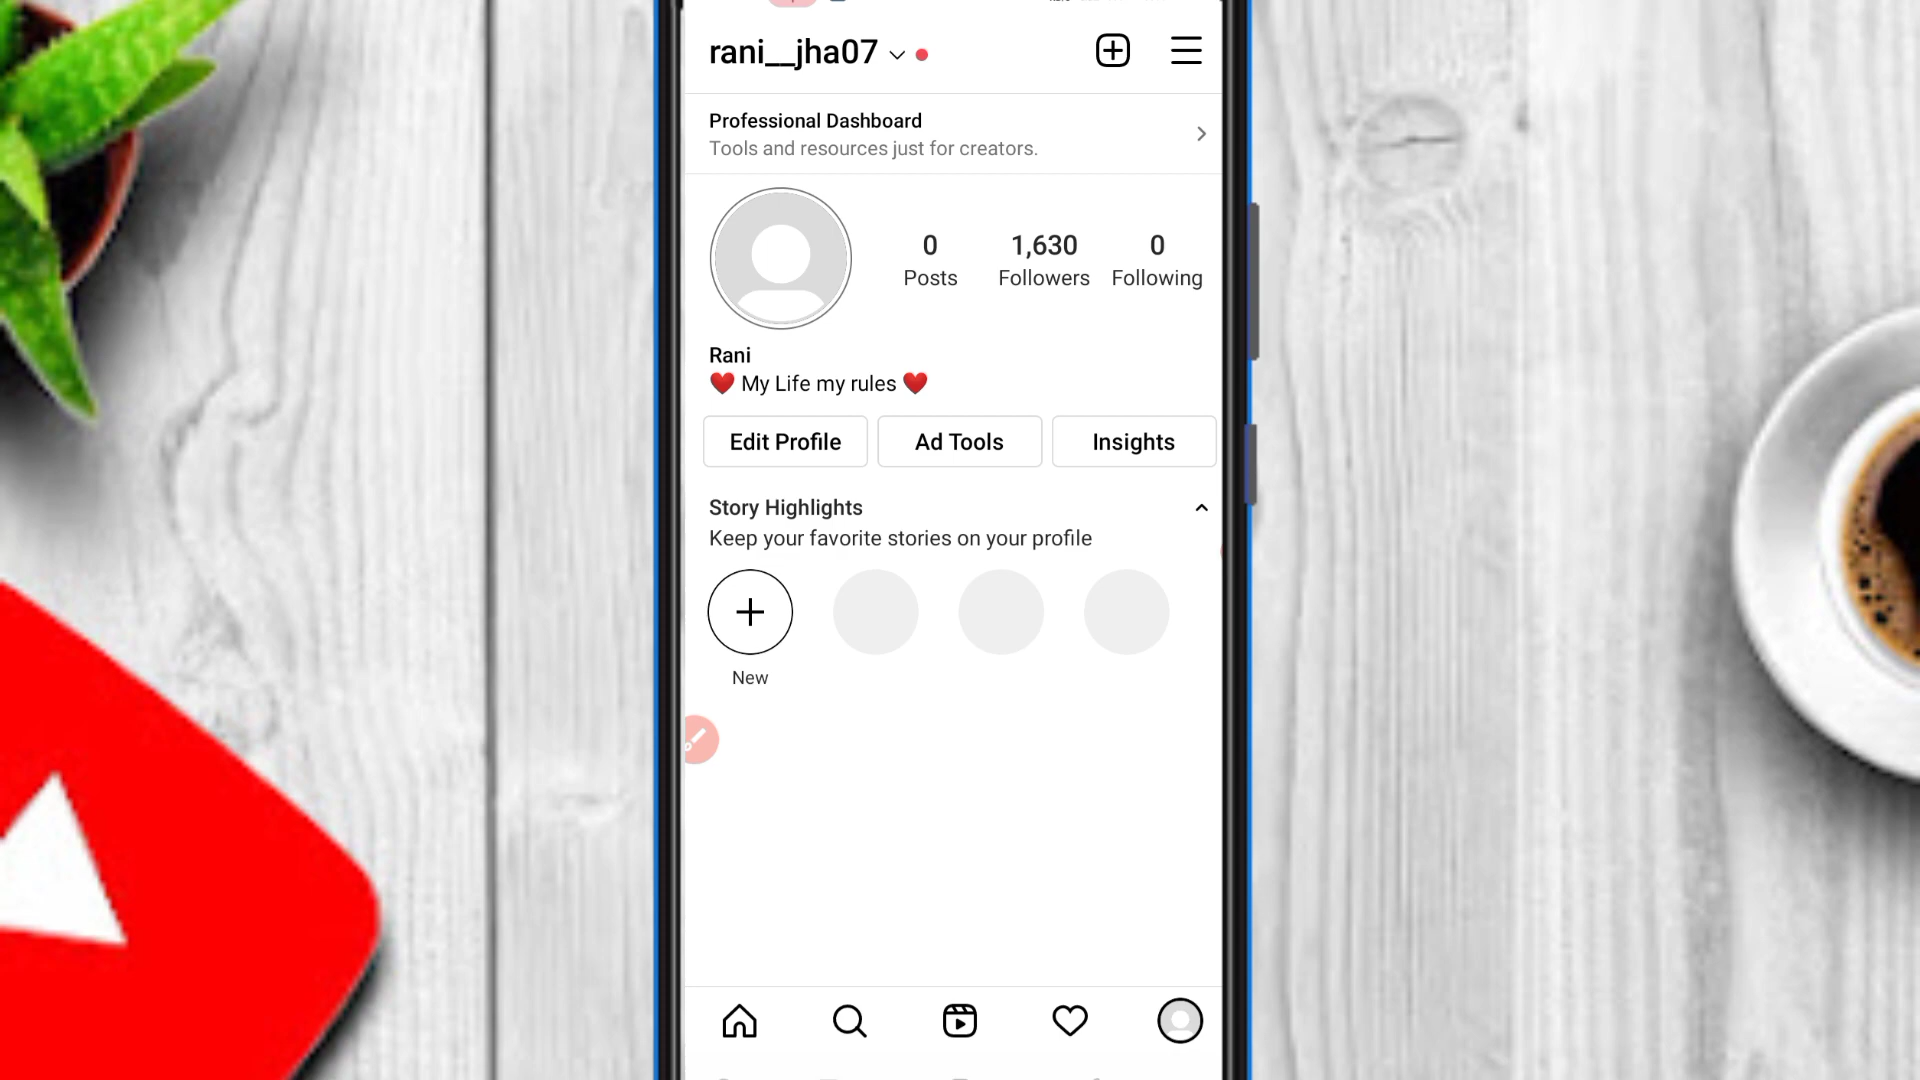 rani__jha07
Professional Dashboard
Tools and resources just for creators.
0 1,630 0
Posts Followers Following
Rani
❤️ My Life my rules ❤️
Edit Profile Ad Tools Insights
Story Highlights
Keep your favorite stories on your profile
New